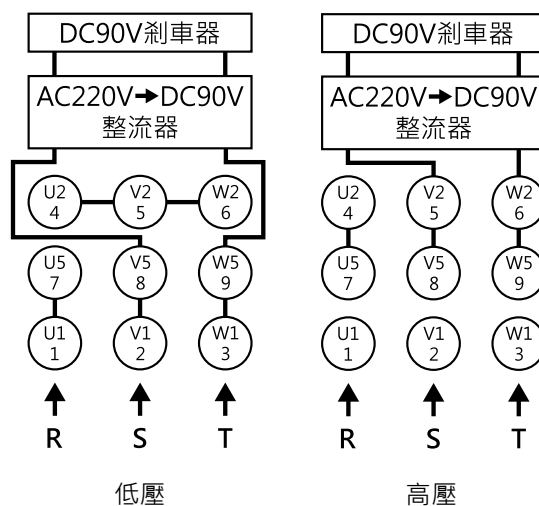 DC90V剎車器
AC220V➔DC90V
整流器
U2 4
V2 5
W2 6
U5 7
V5 8
W5 9
U1 1
V1 2
W1 3
R
S
T
低壓
DC90V剎車器
AC220V➔DC90V
整流器
U2 4
V2 5
W2 6
U5 7
V5 8
W5 9
U1 1
V1 2
W1 3
R
S
T
高壓